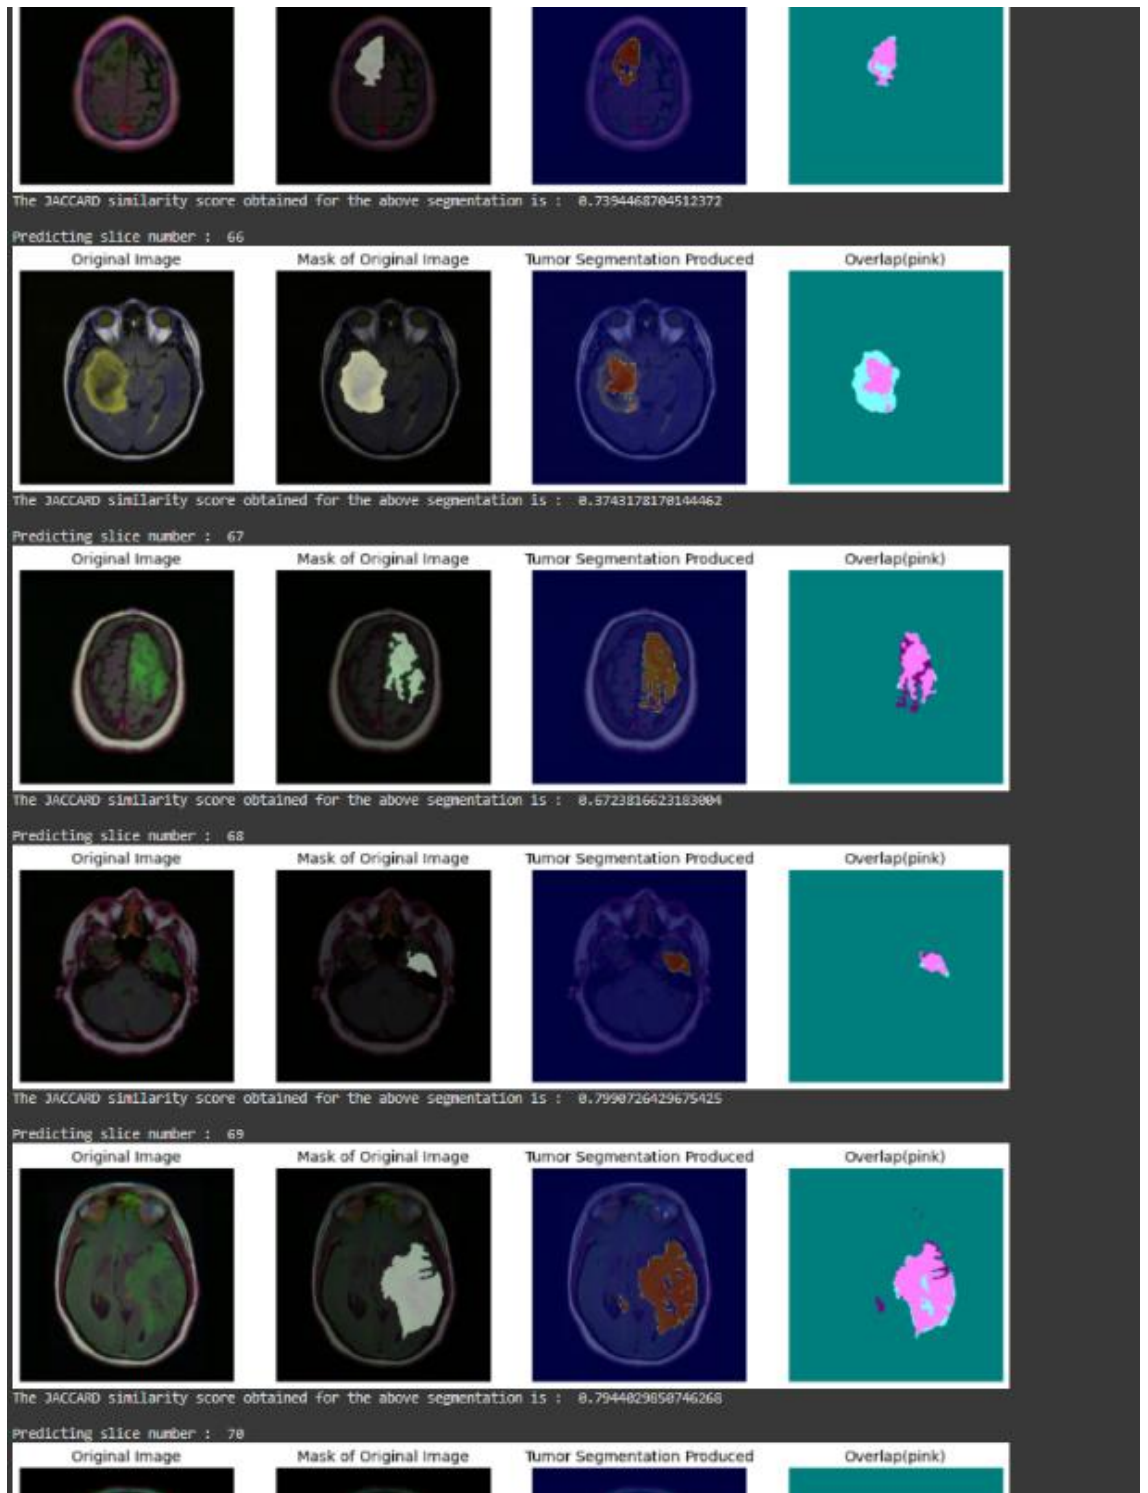 The JACCARD similarity score obtained for the above segmentation is :  0.7394468704512372
Predicting slice number :  66
Original Image Mask of Original Image Tumor Segmentation Produced Overlap(pink)
The JACCARD similarity score obtained for the above segmentation is :  0.3743178170144462
Predicting slice number :  67
Original Image Mask of Original Image Tumor Segmentation Produced Overlap(pink)
The JACCARD similarity score obtained for the above segmentation is :  0.6723816623183004
Predicting slice number :  68
Original Image Mask of Original Image Tumor Segmentation Produced Overlap(pink)
The JACCARD similarity score obtained for the above segmentation is :  0.7990726429675425
Predicting slice number :  69
Original Image Mask of Original Image Tumor Segmentation Produced Overlap(pink)
The JACCARD similarity score obtained for the above segmentation is :  0.7944029850746268
Predicting slice number :  70
Original Image Mask of Original Image Tumor Segmentation Produced Overlap(pink)